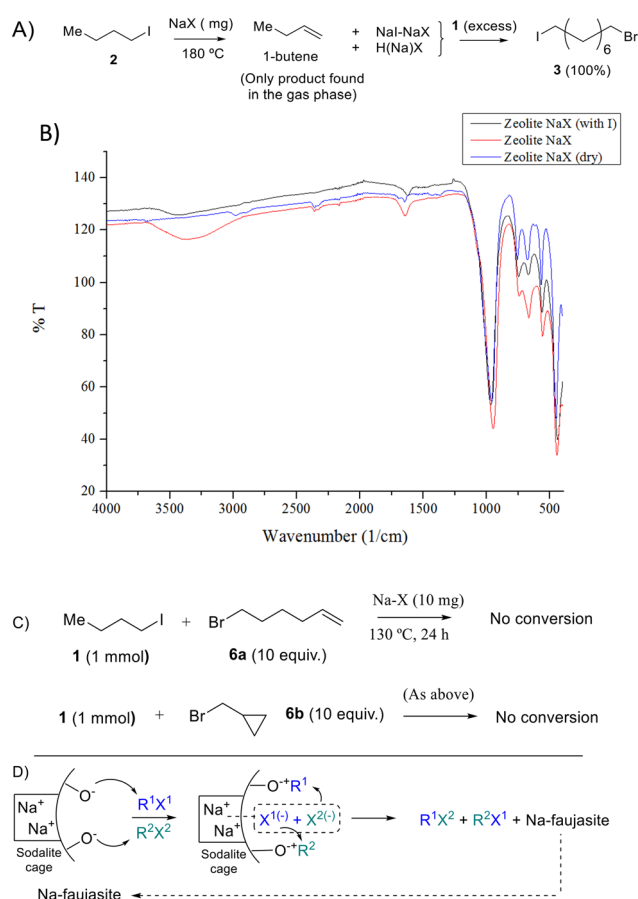 A)
Me I
2
NaX ( mg)
180 ºC
1-butene
(Only product found
in the gas phase)
+ NaI-NaX
+ H(Na)X
1 (excess)
I Br
6
3 (100%)
B)
Zeolite NaX (with I)
Zeolite NaX
Zeolite NaX (dry)
% T
140
120
100
80
60
40
20
4000 3500 3000 2500 2000 1500 1000 500
Wavenumber (1/cm)
C)
Me I + Br
Na-X (10 mg)
130 ºC, 24 h
No conversion
1 (1 mmol) 6a (10 equiv.)
1 (1 mmol) + Br 6b (10 equiv.)
(As above)
No conversion
D)
Na+
Na+
O-
O-
Sodalite
cage
Na-faujasite
R1X1
R2X2
Na+
Na+
O-+R1
X1(-) + X2(-)
O-+R2
Sodalite
cage
R1X2 + R2X1 + Na-faujasite